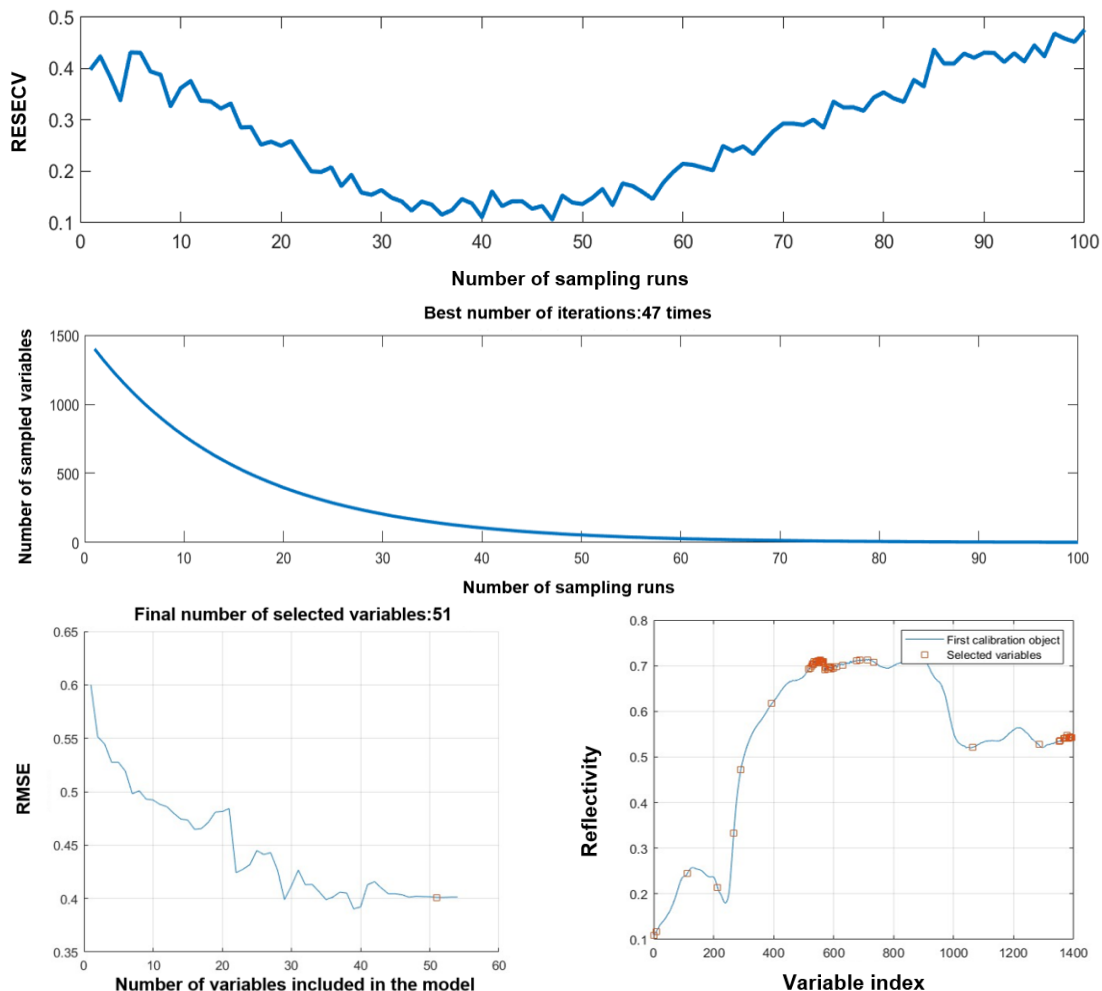 0.5
0.4
0.3
0.2
0.1
RESECV
0 10 20 30 40 50 60 70 80 90 100
Number of sampling runs
Best number of iterations:47 times
1500
1000
500
0
Number of sampled variables
0 10 20 30 40 50 60 70 80 90 100
Number of sampling runs
Final number of selected variables:51
0.65
0.6
0.55
0.5
0.45
0.4
0.35
RMSE
0 10 20 30 40 50 60
Number of variables included in the model
0.8
0.7
0.6
0.5
0.4
0.3
0.2
0.1
Reflectivity
First calibration object
Selected variables
0 200 400 600 800 1000 1200 1400
Variable index